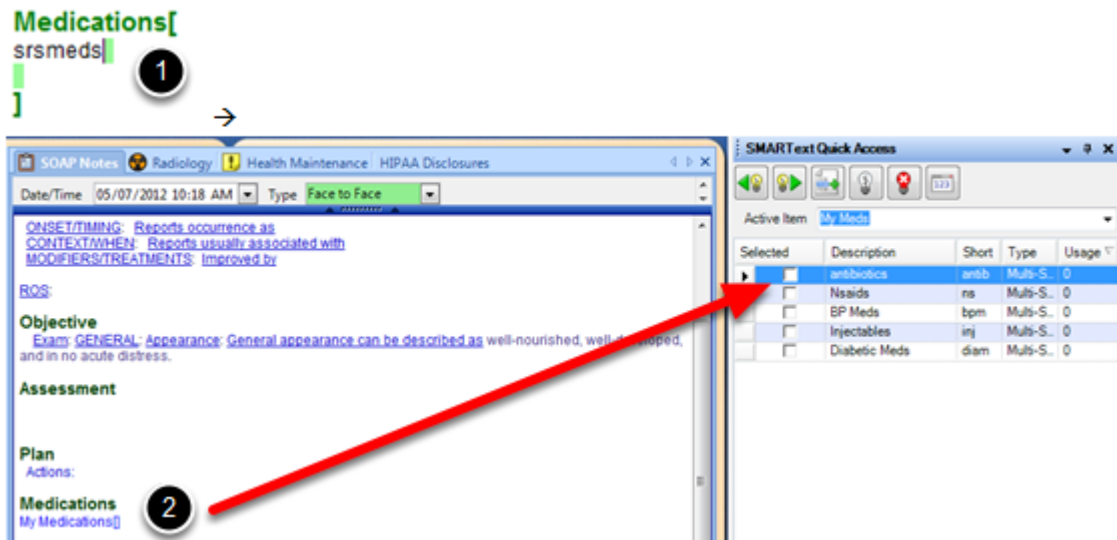 Medications[
srsmeds
1
]
→
SOAP Notes Radiology Health Maintenance HIPAA Disclosures
Date/Time 05/07/2012 10:18 AM Type Face to Face
ONSET/TIMING: Reports occurrence as
CONTEXT/WHEN: Reports usually associated with
MODIFIERS/TREATMENTS: Improved by
ROS:
Objective
Exam: GENERAL: Appearance: General appearance can be described as well-nourished, well-developed,
and in no acute distress.
Assessment
Plan
Actions:
Medications
My Medications[]
2
SMARText Quick Access
123
Active Item My Meds
Selected Description Short Type Usage
antibiotics antib Multi-S.. 0
Nsaids ns Multi-S.. 0
BP Meds bpm Multi-S.. 0
Injectables inj Multi-S.. 0
Diabetic Meds diam Multi-S.. 0